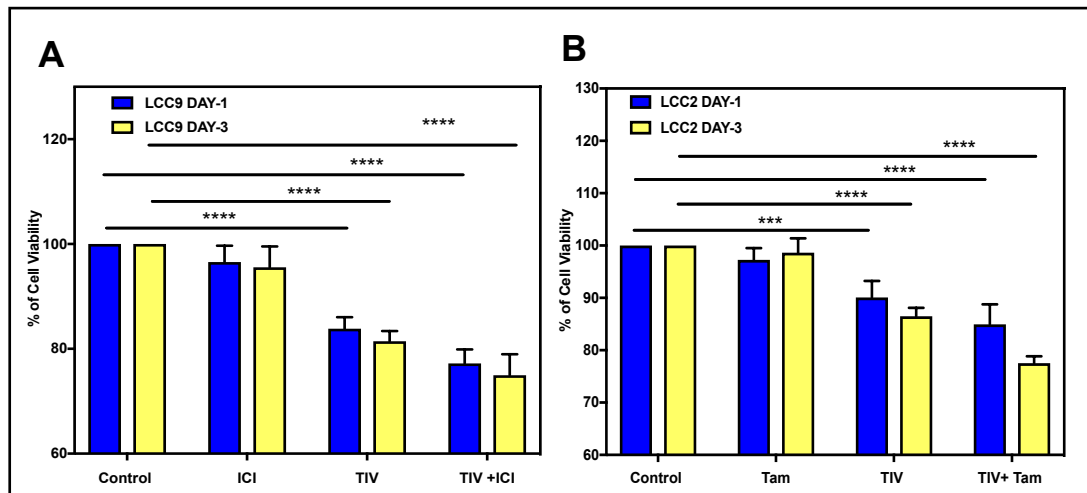 A
LCC9 DAY-1
LCC9 DAY-3
% of Cell Viability
120
100
80
60
****
****
****
****
Control
ICI
TIV
TIV +ICI
B
LCC2 DAY-1
LCC2 DAY-3
% of Cell Viability
130
120
110
100
90
80
70
60
****
****
****
***
Control
Tam
TIV
TIV+ Tam